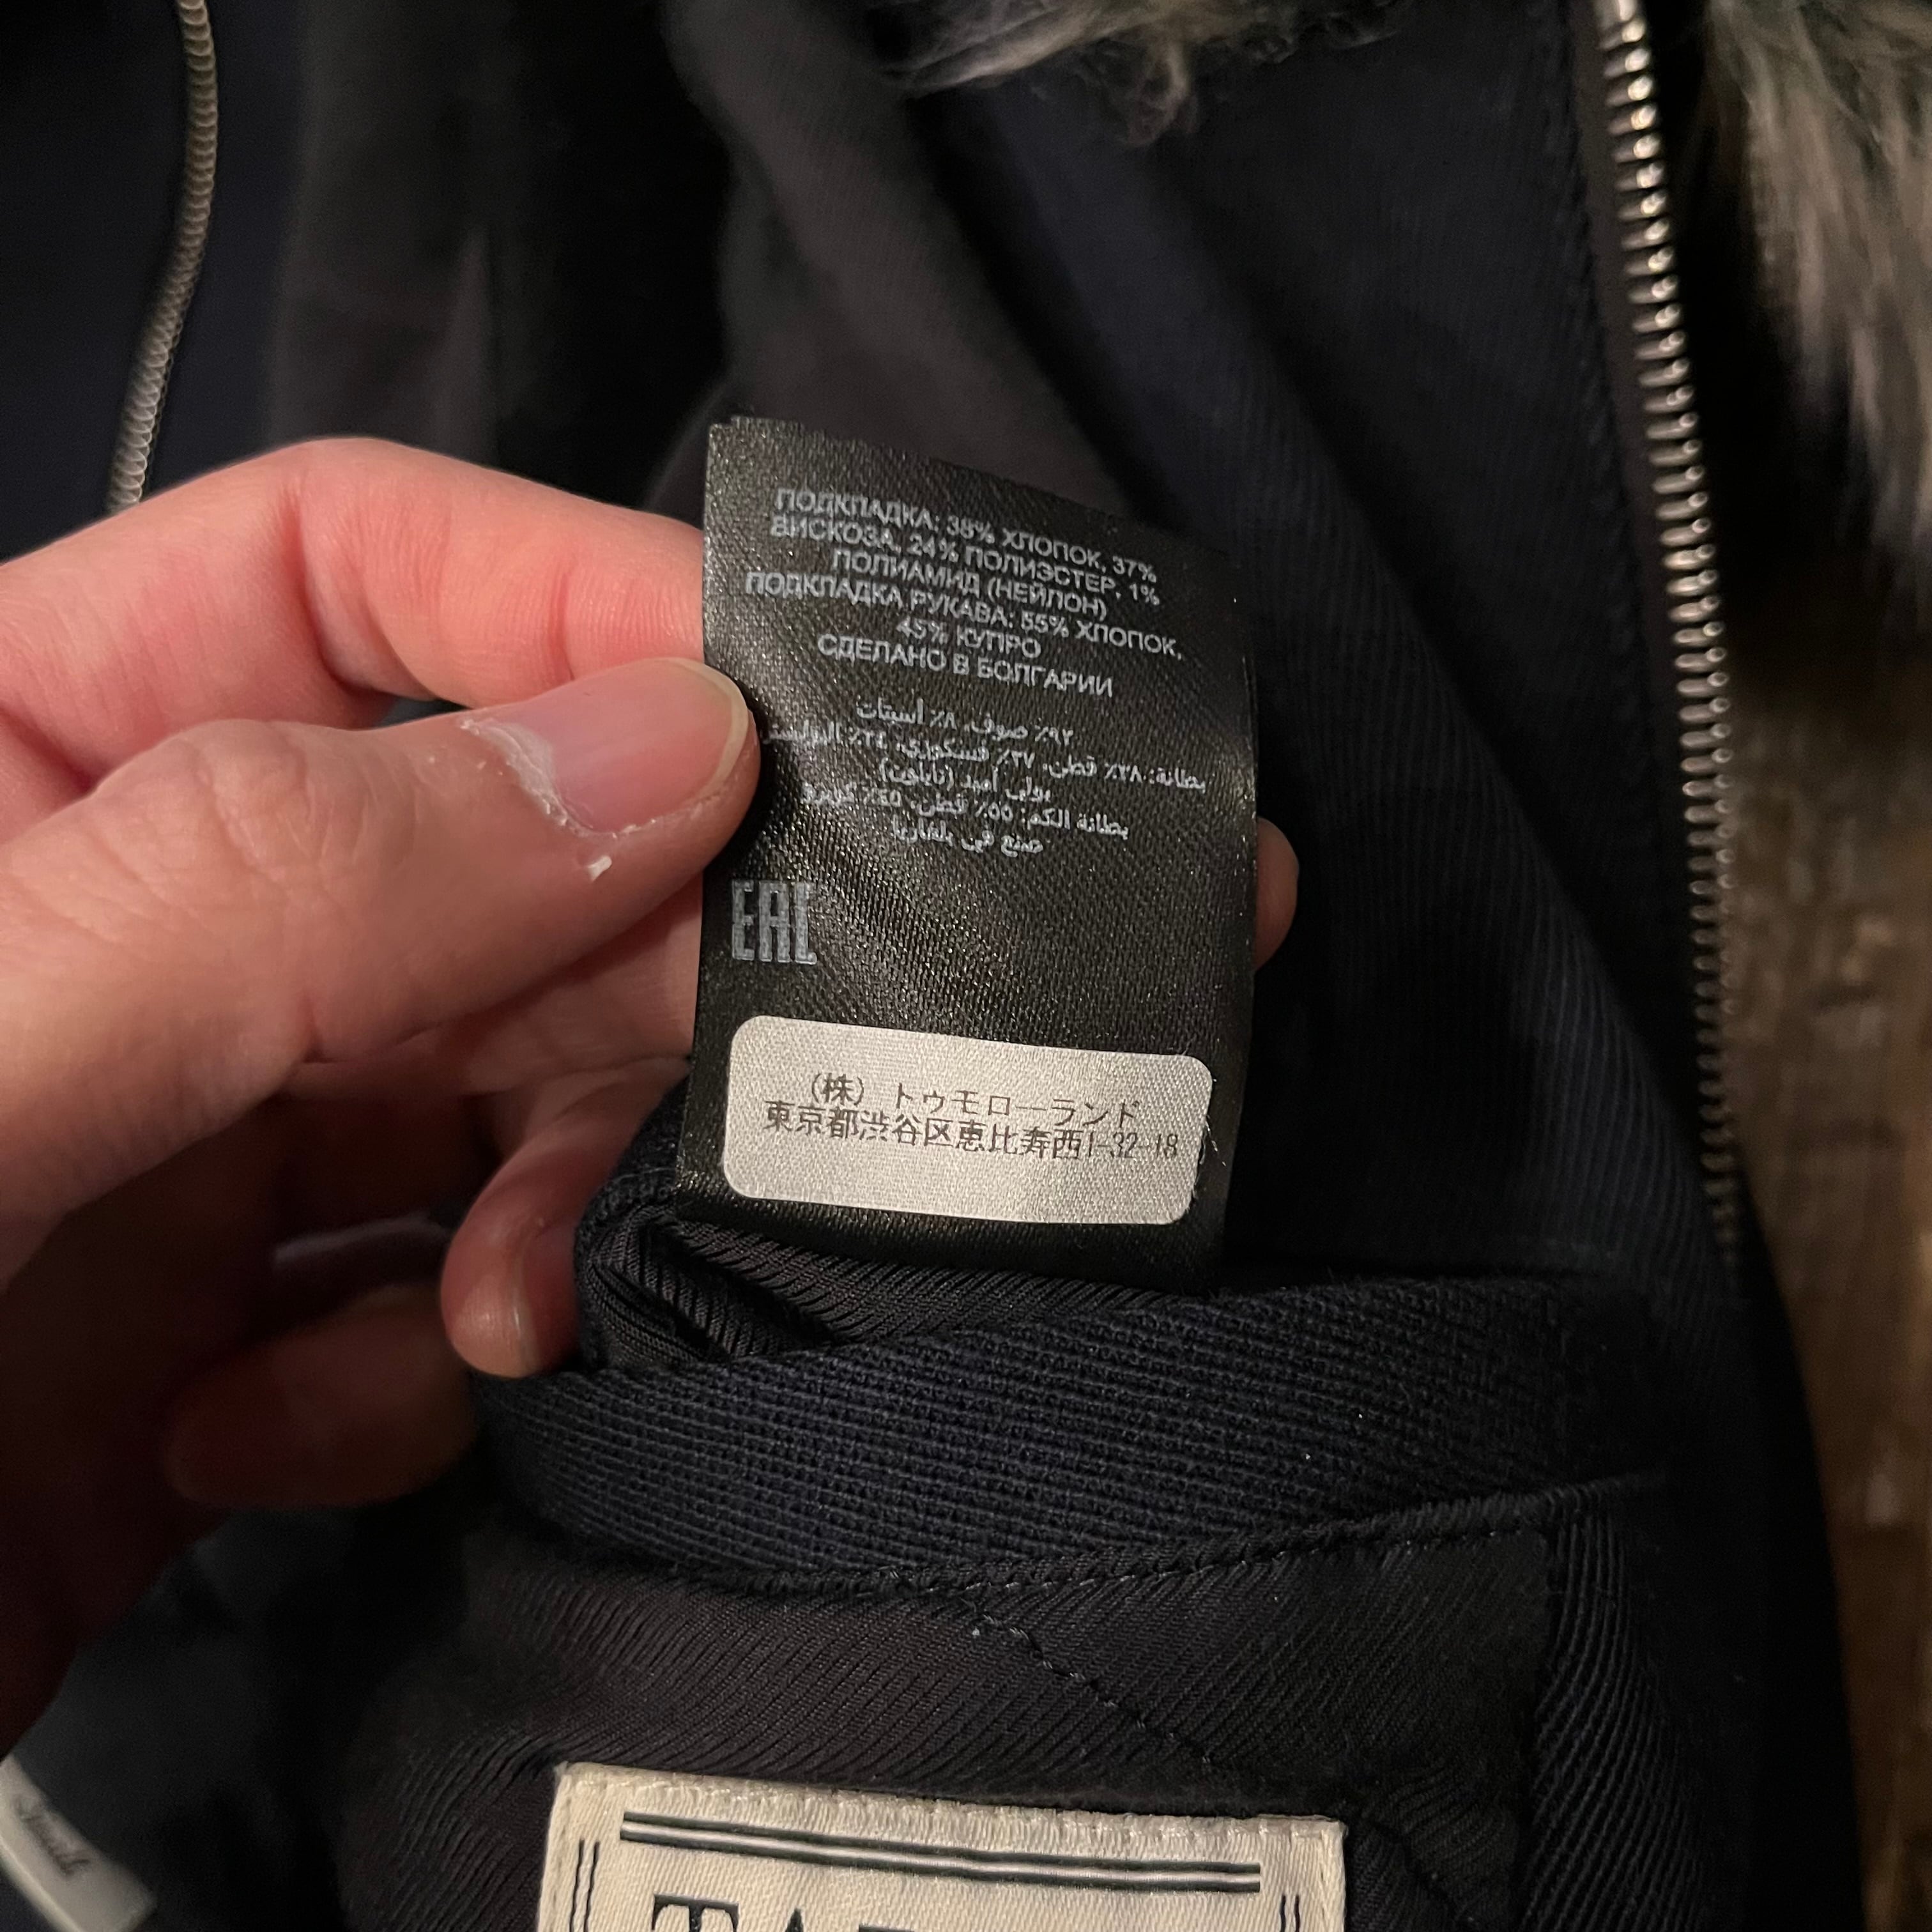 ПОДКЛАДКА: 38% ХЛОПОК, 37%
ВИСКОЗА, 24% ПОЛИЭСТЕР, 1%
ПОЛИАМИД (НЕЙЛОН)
ПОДКЛАДКА РУКАВА: 55% ХЛОПОК,
45% КУПРО
СДЕЛАНО В БОЛГАРИИ
٩٢٪ صوف، ٨٪ أسيتات
بطانة: ٣٨٪ قطن، ٣٧٪ فسكوزي، ٢٤٪
بولي أميد (نايلون)
بطانة الكم: ٥٥٪ قطن، ٤٥٪ كوبرو
صنع في بلغاريا
EAC
(株) トゥモローランド
東京都渋谷区恵比寿西1-32-18